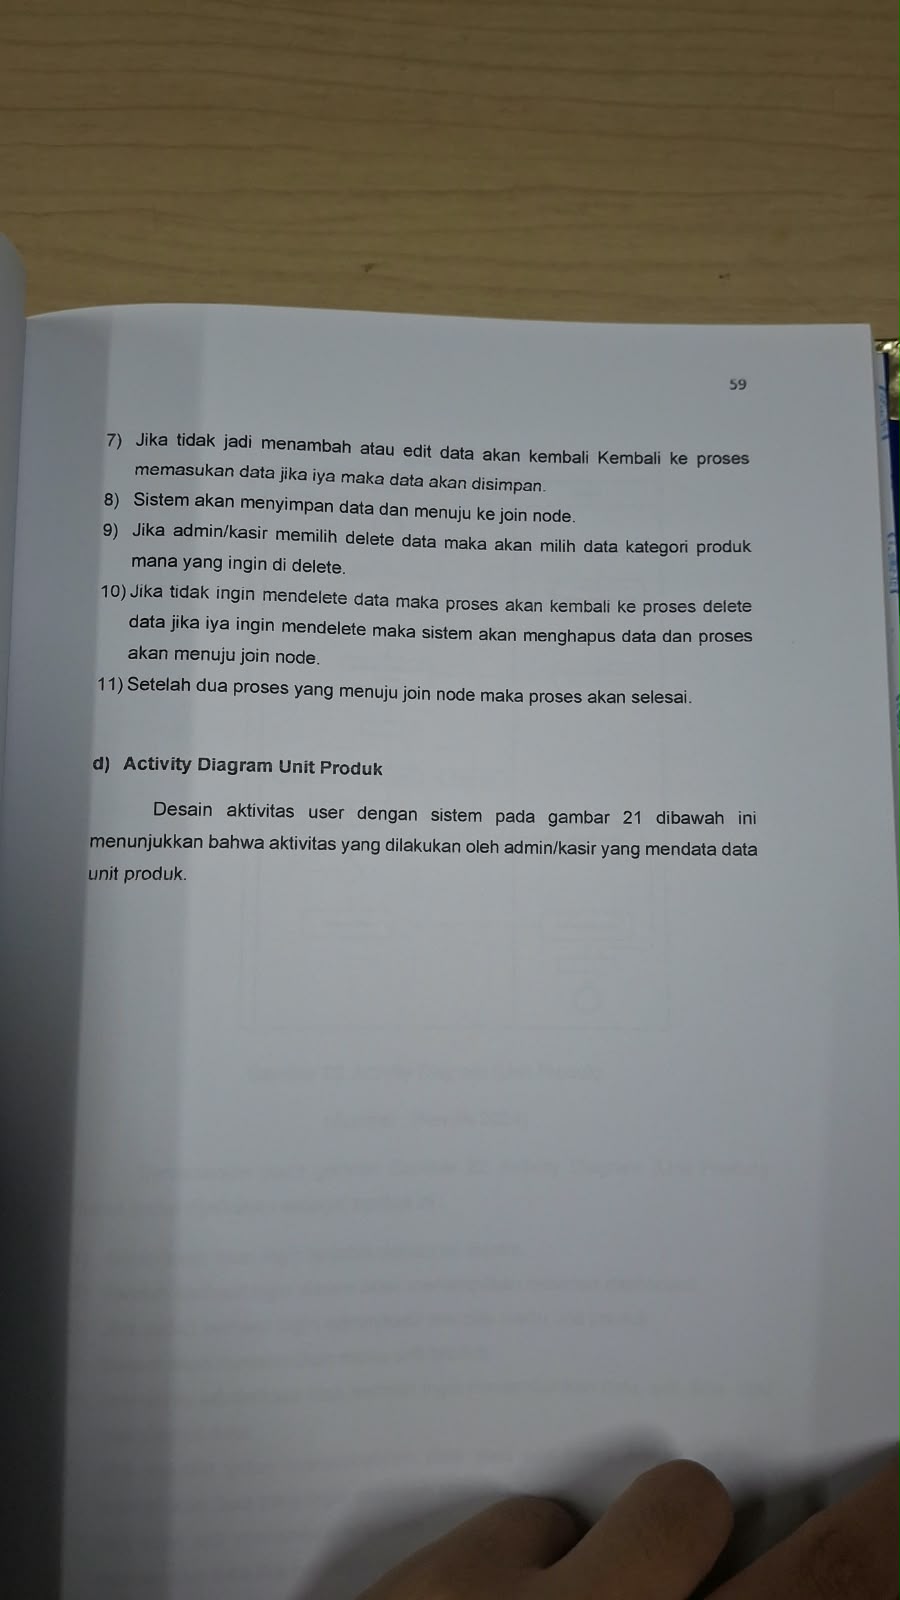 59
7) Jika tidak jadi menambah atau edit data akan kembali Kembali ke proses
memasukan data jika iya maka data akan disimpan.
8) Sistem akan menyimpan data dan menuju ke join node.
9) Jika admin/kasir memilih delete data maka akan milih data kategori produk
mana yang ingin di delete.
10) Jika tidak ingin mendelete data maka proses akan kembali ke proses delete
data jika iya ingin mendelete maka sistem akan menghapus data dan proses
akan menuju join node.
11) Setelah dua proses yang menuju join node maka proses akan selesai.
d) Activity Diagram Unit Produk
Desain aktivitas user dengan sistem pada gambar 21 dibawah ini
menunjukkan bahwa aktivitas yang dilakukan oleh admin/kasir yang mendata data
unit produk.